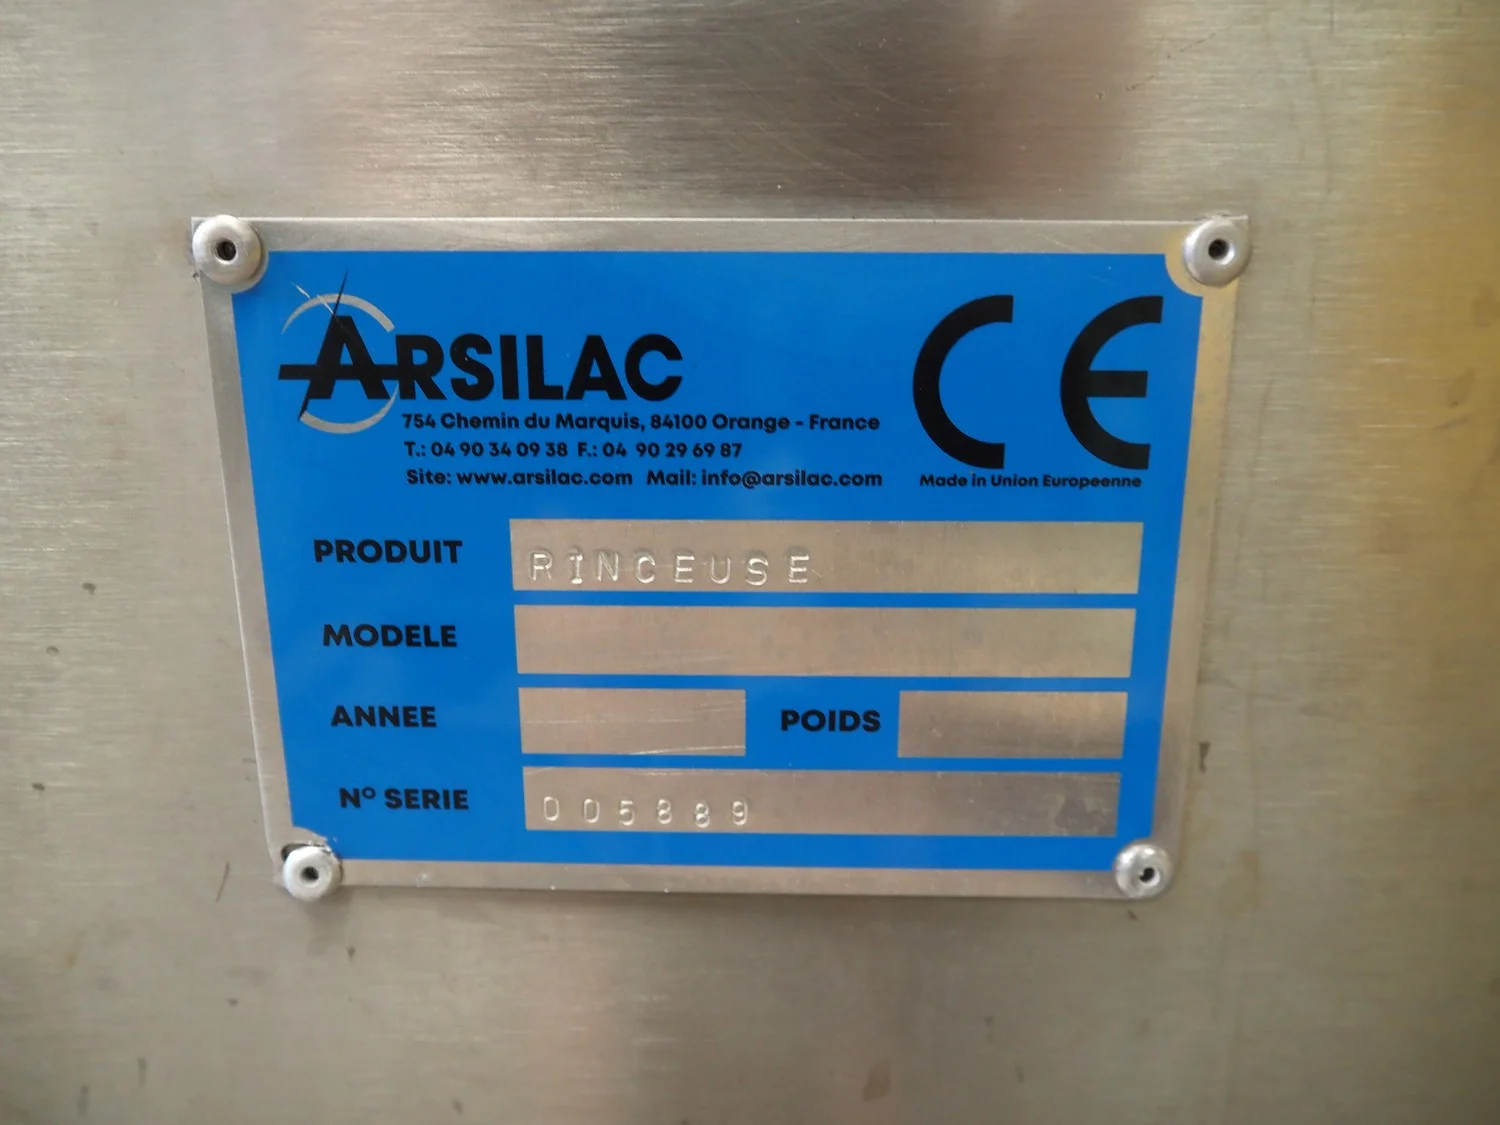 ARSILAC
754 Chemin du Marquis, 84100 Orange - France
T.: 04 90 34 09 38 F.: 04 90 29 69 87
Site: www.arsilac.com Mail: info@arsilac.com
CE
Made in Union Europeenne
PRODUIT RINCEUSE
MODELE
ANNEE POIDS
N° SERIE 005889